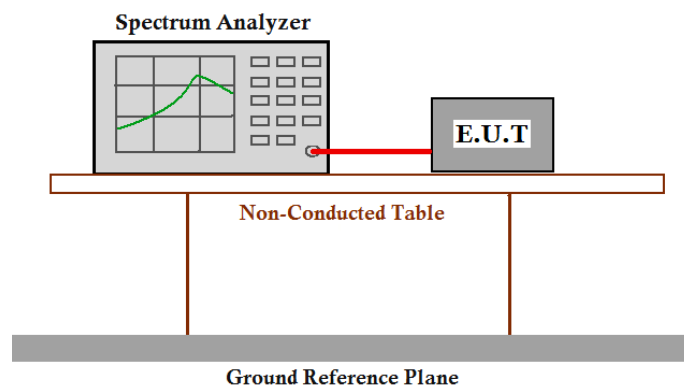 Spectrum Analyzer
E.U.T
Non-Conducted Table
Ground Reference Plane